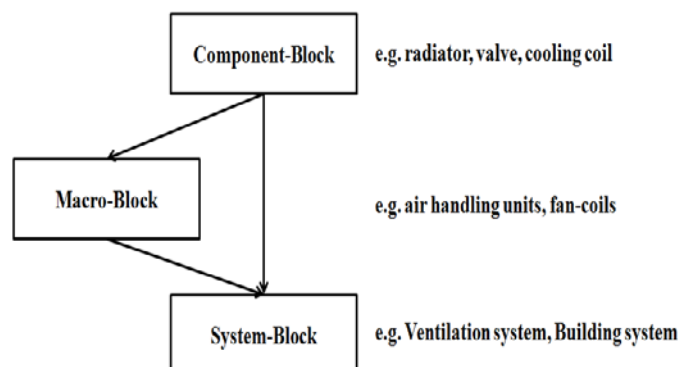 Component-Block
e.g. radiator, valve, cooling coil
Macro-Block
e.g. air handling units, fan-coils
System-Block
e.g. Ventilation system, Building system